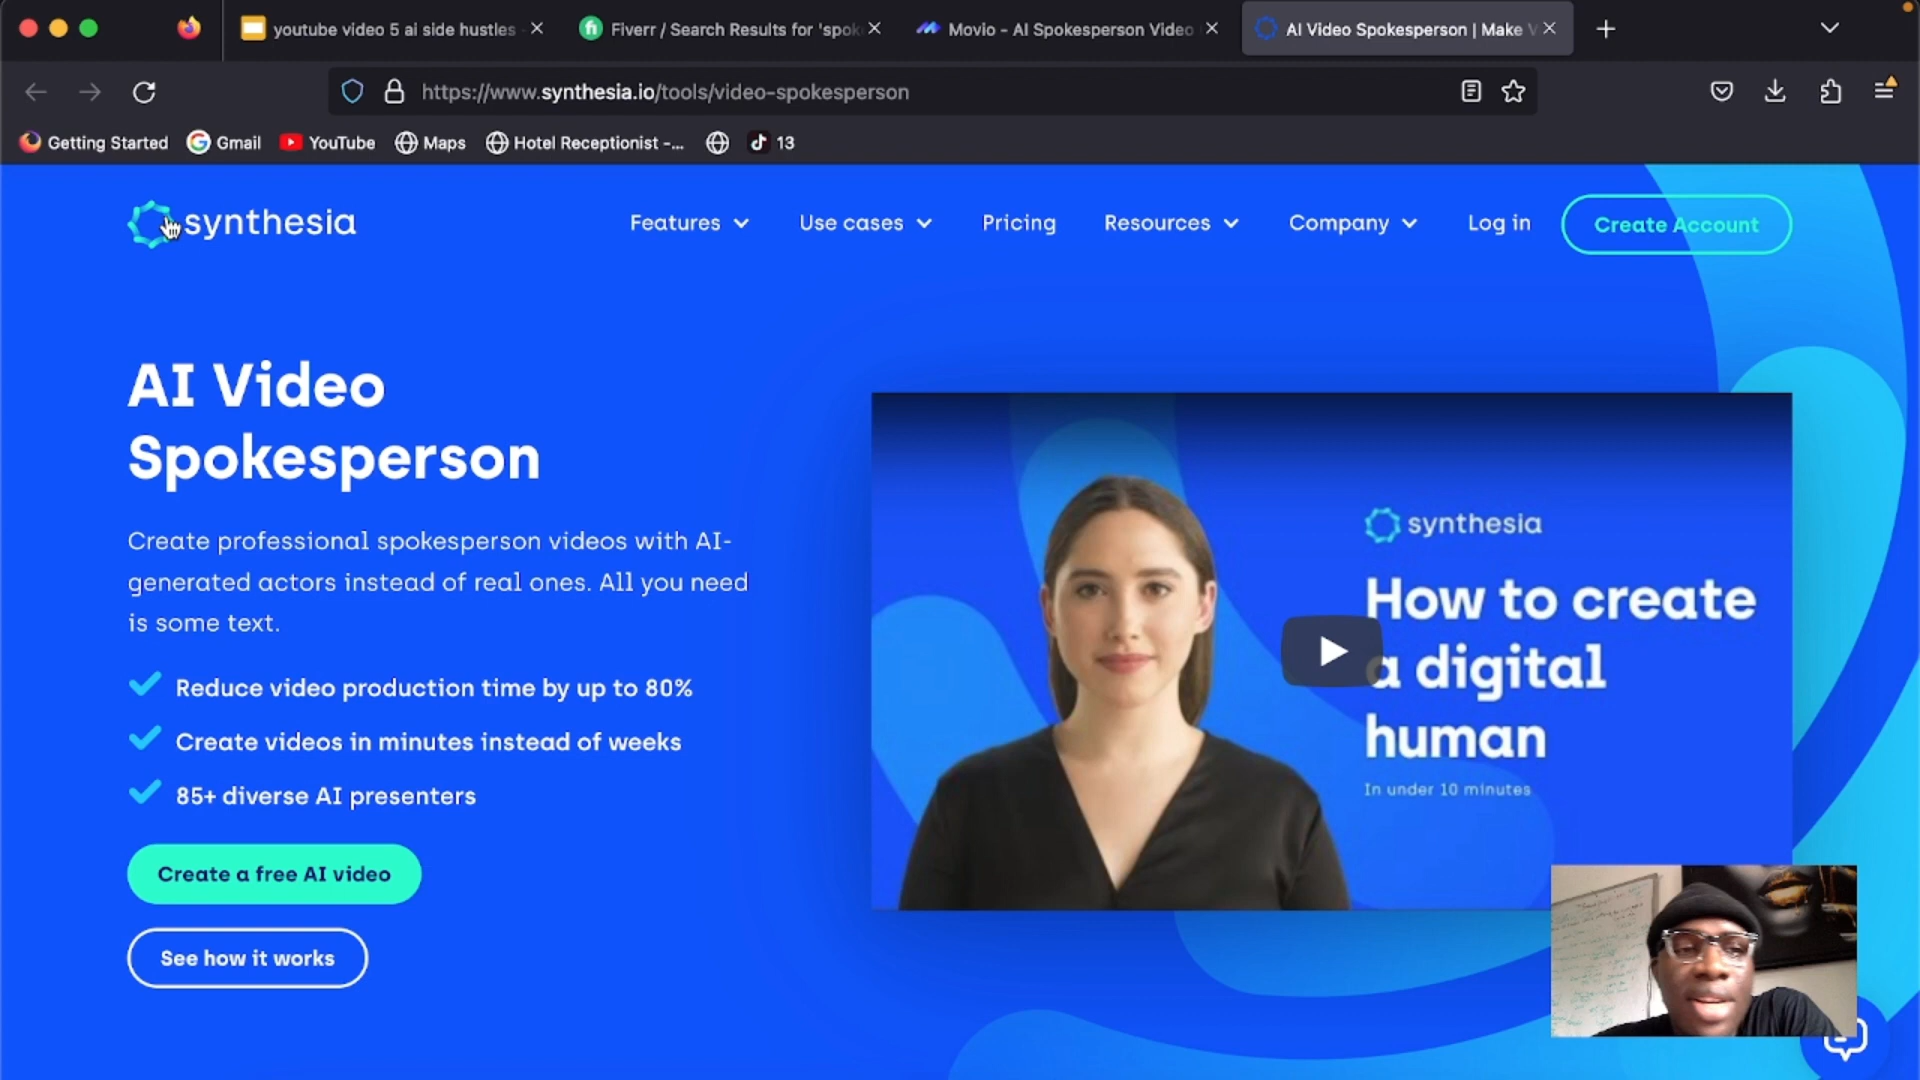 youtube video 5 ai side hustles -
Fiverr / Search Results for 'spok
Movio - AI Spokesperson Video
AI Video Spokesperson | Make V
https://www.synthesia.io/tools/video-spokesperson
Getting Started
Gmail
YouTube
Maps
Hotel Receptionist -...
13
synthesia
Features
Use cases
Pricing
Resources
Company
Log in
Create Account
AI Video
Spokesperson
Create professional spokesperson videos with AI-
generated actors instead of real ones. All you need
is some text.
Reduce video production time by up to 80%
Create videos in minutes instead of weeks
85+ diverse AI presenters
Create a free AI video
See how it works
synthesia
How to create
a digital
human
In under 10 minutes